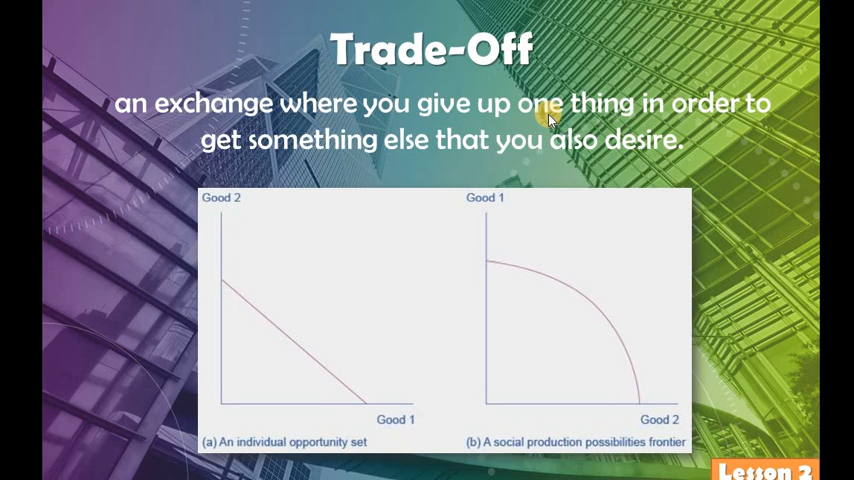 Trade-Off
an exchange where you give up one thing in order to
get something else that you also desire.
Good 2
Good 1
(a) An individual opportunity set
Good 1
Good 2
(b) A social production possibilities frontier
Lesson 2